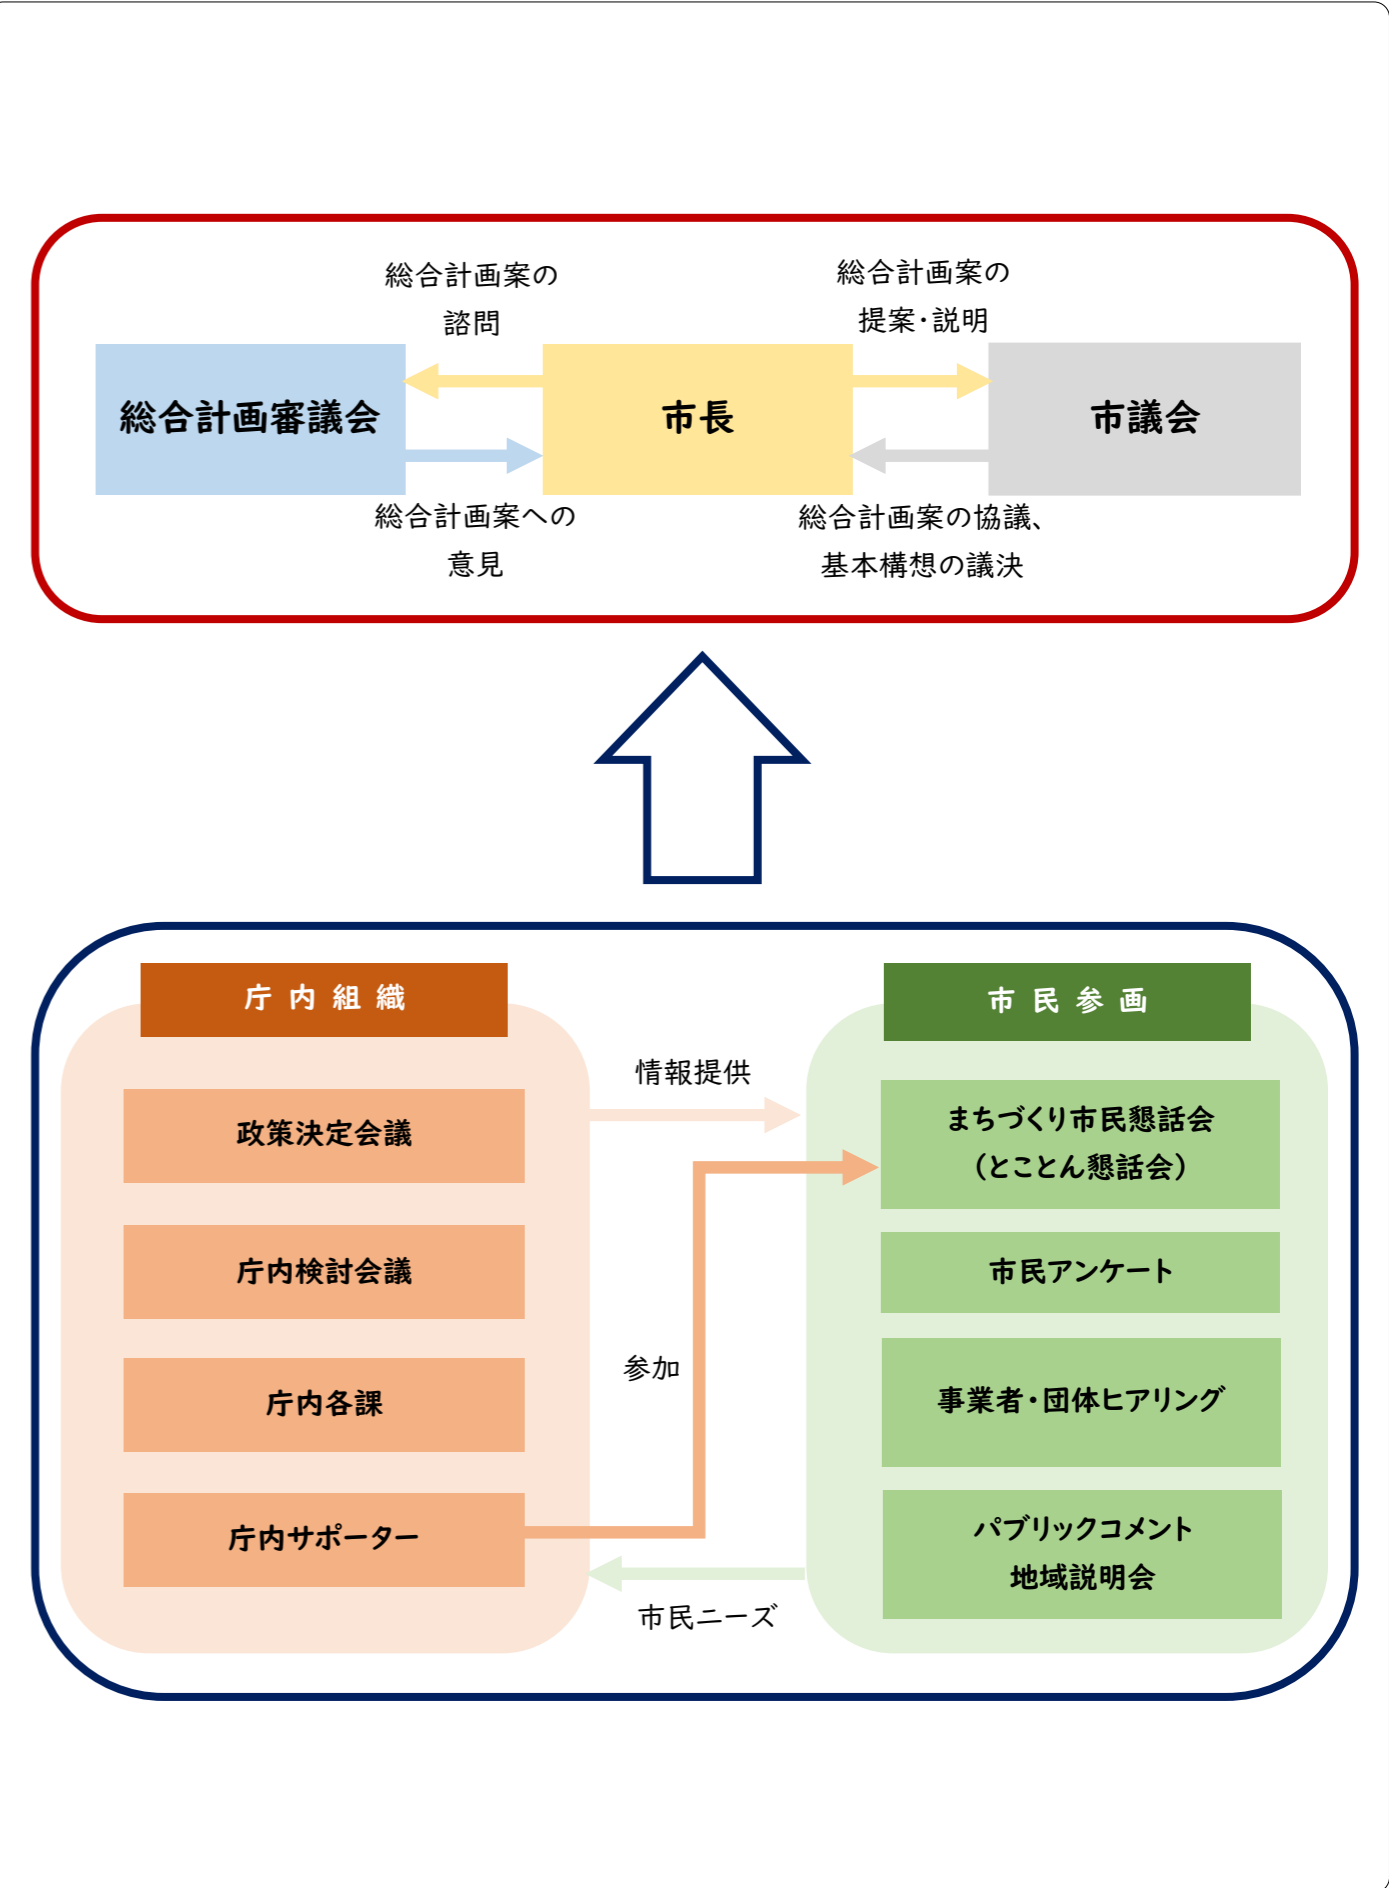 総合計画案の
諮問
総合計画案の
提案・説明
総合計画審議会
市長
市議会
総合計画案への
意見
総合計画案の協議、
基本構想の議決
庁内組織
市民参画
情報提供
政策決定会議
庁内検討会議
庁内各課
庁内サポーター
参加
まちづくり市民懇話会
（とことん懇話会）
市民アンケート
事業者・団体ヒアリング
パブリックコメント
地域説明会
市民ニーズ